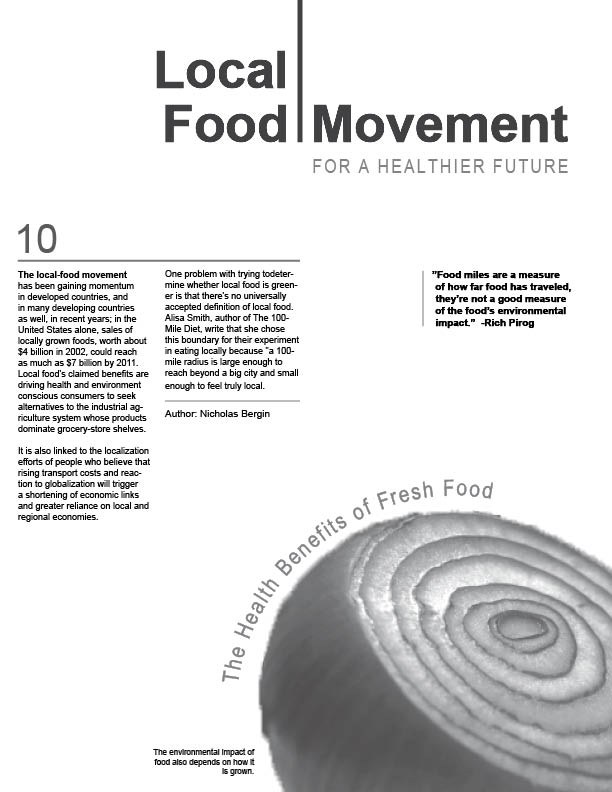 Local
Food Movement
FOR A HEALTHIER FUTURE
10
The local-food movement
has been gaining momentum
in developed countries, and
in many developing countries
as well, in recent years; in the
United States alone, sales of
locally grown foods, worth about
$4 billion in 2002, could reach
as much as $7 billion by 2011.
Local food's claimed benefits are
driving health and environment
conscious consumers to seek
alternatives to the industrial ag-
riculture system whose products
dominate grocery-store shelves.
It is also linked to the localization
efforts of people who believe that
rising transport costs and reac-
tion to globalization will trigger
a shortening of economic links
and greater reliance on local and
regional economies.
One problem with trying todeter-
mine whether local food is green-
er is that there's no universally
accepted definition of local food.
Alisa Smith, author of The 100-
Mile Diet, write that she chose
this boundary for their experiment
in eating locally because "a 100-
mile radius is large enough to
reach beyond a big city and small
enough to feel truly local.
Author: Nicholas Bergin
"Food miles are a measure
of how far food has traveled,
they're not a good measure
of the food's environmental
impact." -Rich Pirog
The Health Benefits of Fresh Food
The environmental impact of
food also depends on how it
is grown.